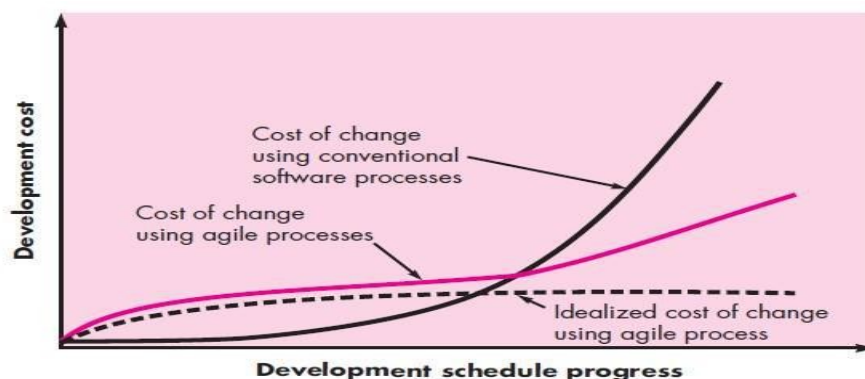 Development cost
Cost of change
using conventional
software processes
Cost of change
using agile processes
Idealized cost of change
using agile process
Development schedule progress